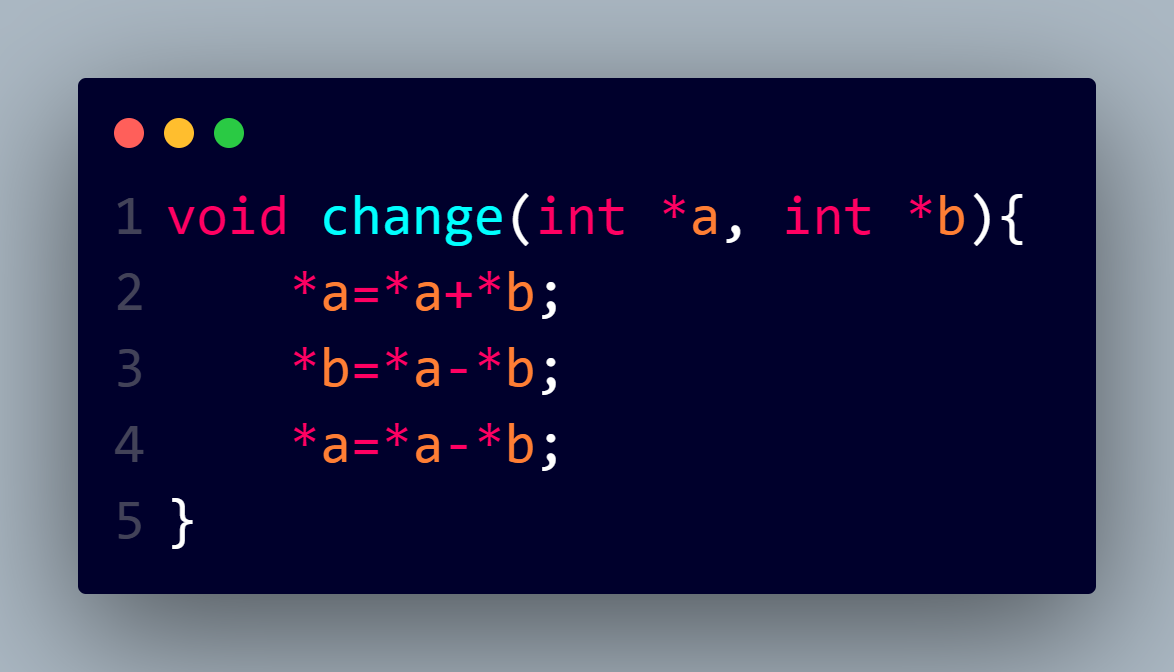 1 void change(int *a, int *b){
2     *a=*a+*b;
3     *b=*a-*b;
4     *a=*a-*b;
5 }